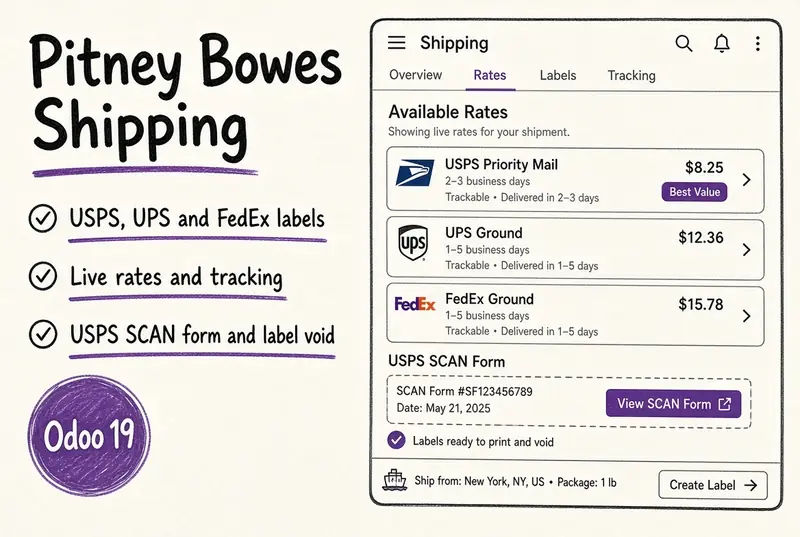 Pitney Bowes
Shipping
USPS, UPS and FedEx labels
Live rates and tracking
USPS SCAN form and label void
Odoo 19
Shipping
Overview
Rates
Labels
Tracking
Available Rates
Showing live rates for your shipment.
USPS Priority Mail
$8.25
2–3 business days
Best Value
Trackable • Delivered in 2–3 days
ups
UPS Ground
$12.36
1–5 business days
Trackable • Delivered in 1–5 days
FedEx
FedEx Ground
$15.78
1–5 business days
Trackable • Delivered in 1–5 days
USPS SCAN Form
SCAN Form #SF123456789
Date: May 21, 2025
View SCAN Form
Labels ready to print and void
Ship from: New York, NY, US • Package: 1 lb
Create Label